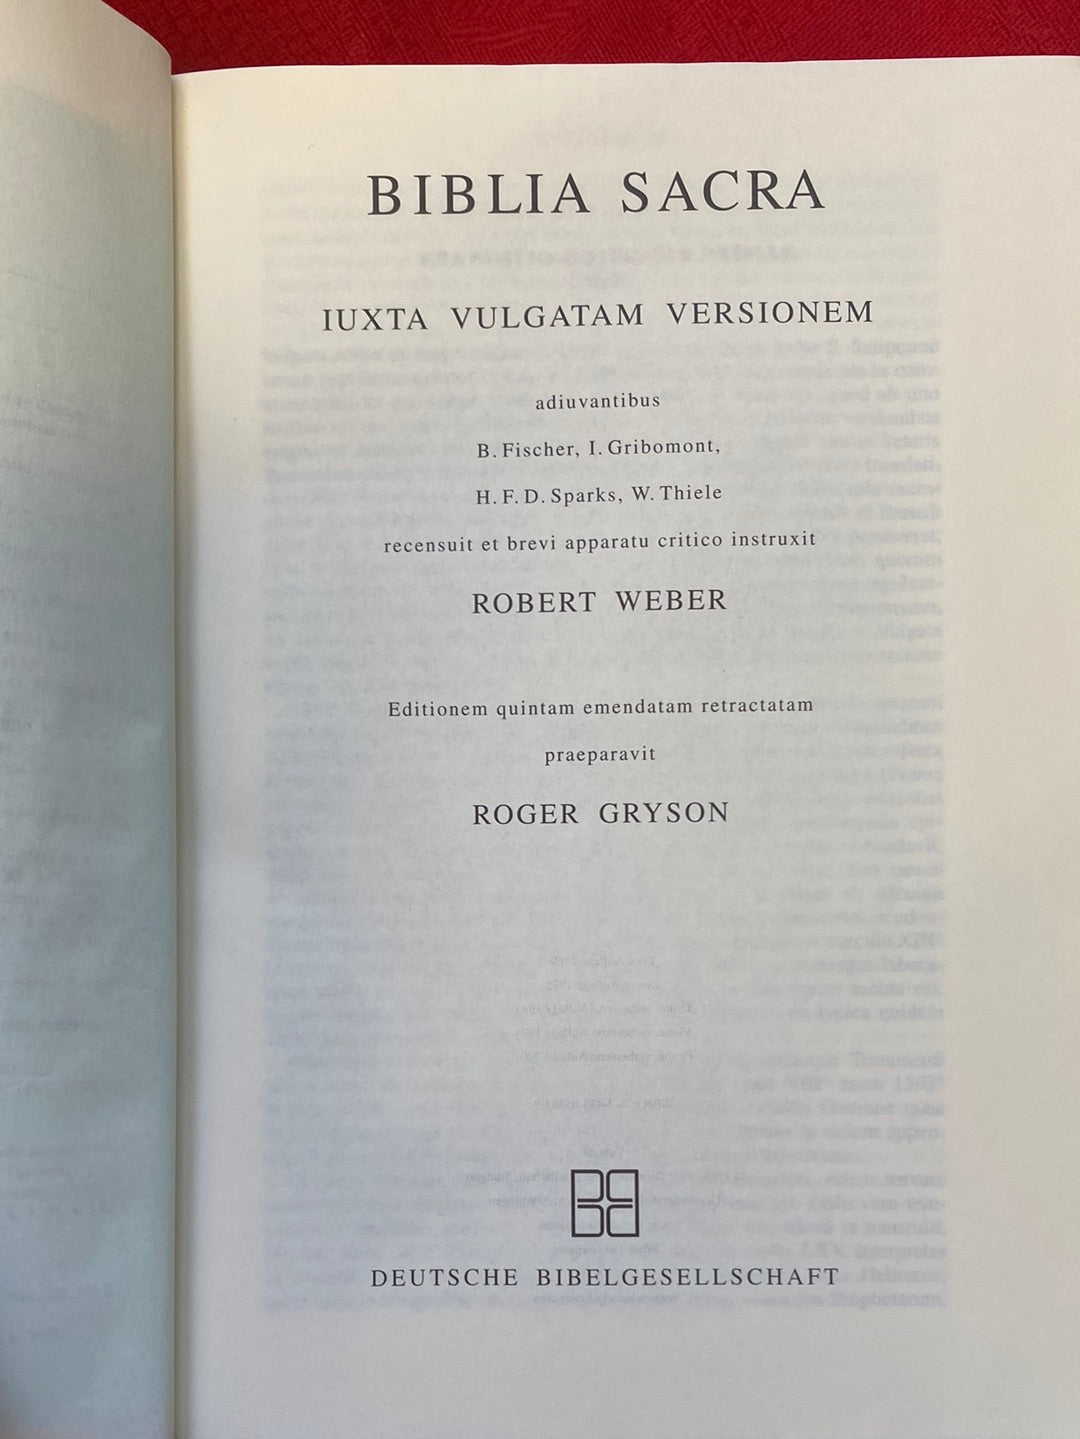 BIBLIA SACRA
IUXTA VULGATAM VERSIONEM
adiuvantibus
B. Fischer, I. Gribomont,
H. F. D. Sparks, W. Thiele
recensuit et brevi apparatu critico instruxit
ROBERT WEBER
Editionem quintam emendatam retractatam
praeparavit
ROGER GRYSON
DEUTSCHE BIBELGESELLSCHAFT